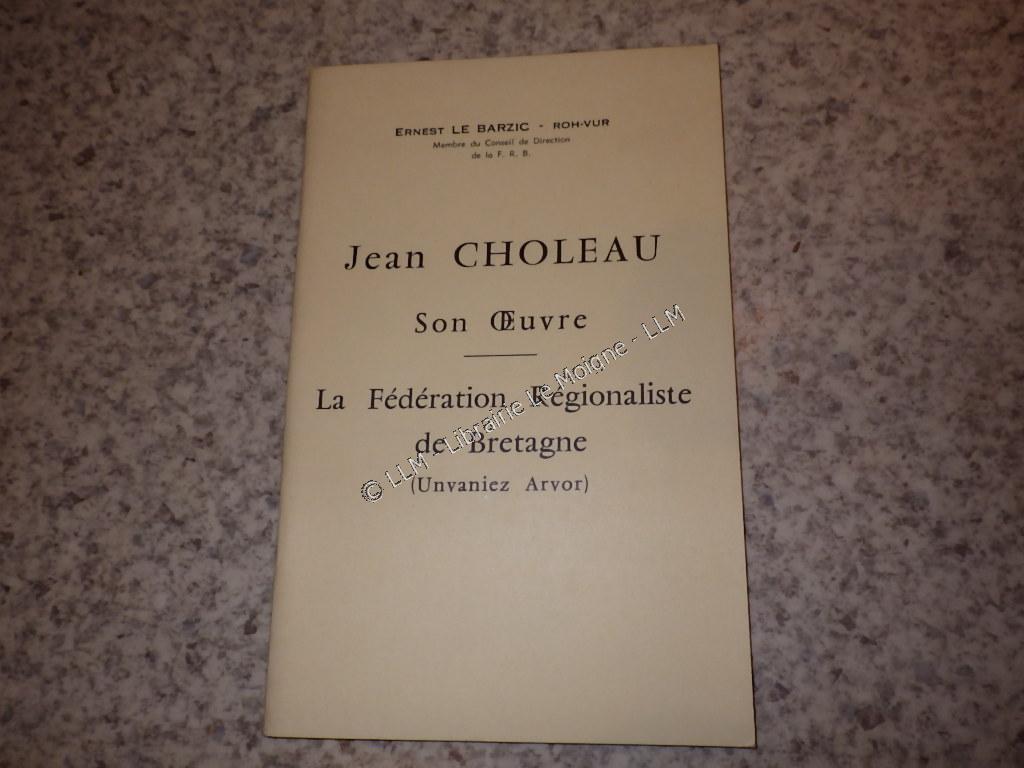 ERNEST LE BARZIC - ROH-VUR
Membre du Conseil de Direction
de la F. R. B.
Jean CHOLEAU
Son Œuvre
La Fédération Régionaliste
de Bretagne
(Unvaniez Arvor)
© LLM - Librairie Le Moigne - LLM